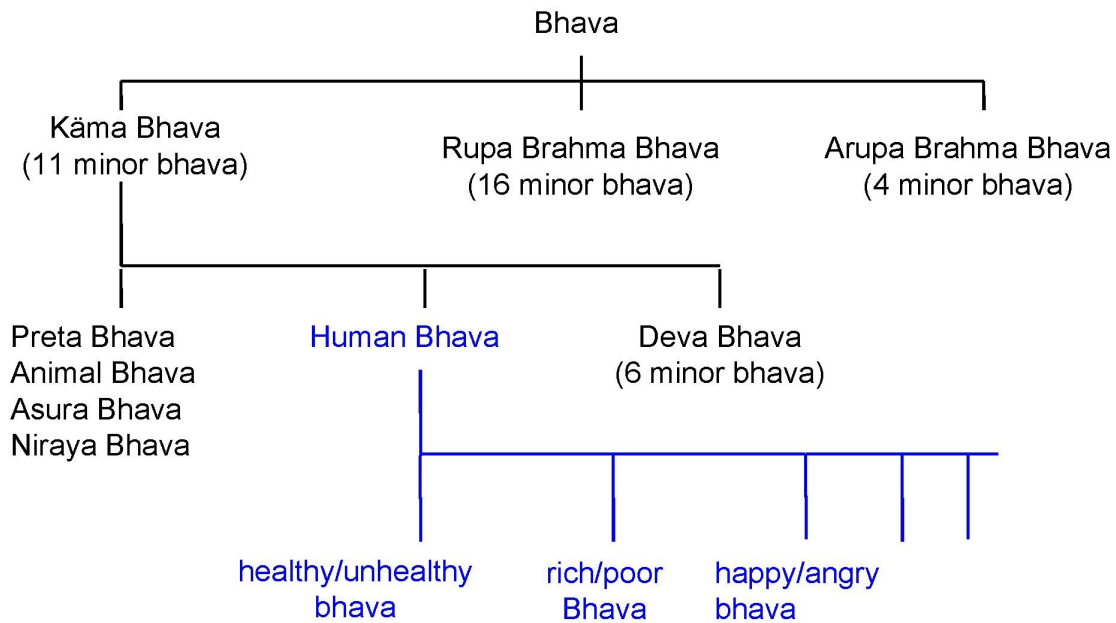 Bhava
Käma Bhava
(11 minor bhava)
Rupa Brahma Bhava
(16 minor bhava)
Arupa Brahma Bhava
(4 minor bhava)
Preta Bhava
Animal Bhava
Asura Bhava
Niraya Bhava
Human Bhava
Deva Bhava
(6 minor bhava)
healthy/unhealthy
bhava
rich/poor
Bhava
happy/angry
bhava